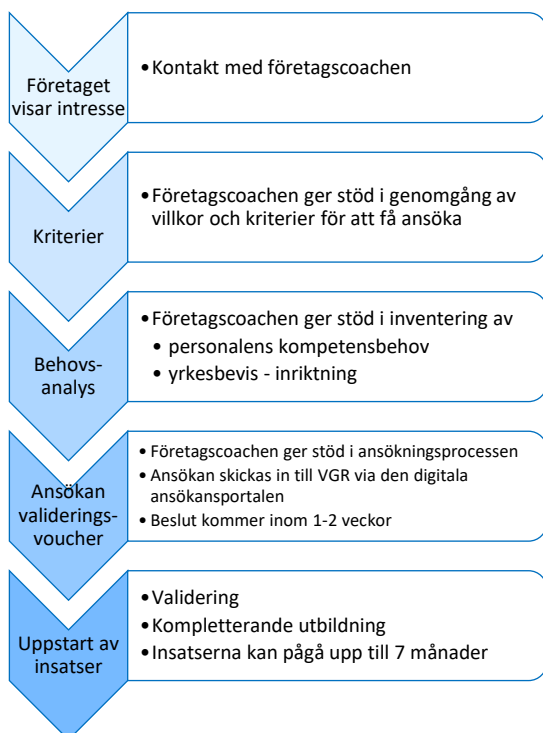 Företaget
visar intresse
• Kontakt med företagscoachen
Kriterier
• Företagscoachen ger stöd i genomgång av
villkor och kriterier för att få ansöka
Behovs-
analys
• Företagscoachen ger stöd i inventering av
• personalens kompetensbehov
• yrkesbevis - inriktning
Ansökan
validerings-
voucher
• Företagscoachen ger stöd i ansökningsprocessen
• Ansökan skickas in till VGR via den digitala
ansökansportalen
• Beslut kommer inom 1-2 veckor
Uppstart av
insatser
• Validering
• Kompletterande utbildning
• Insatserna kan pågå upp till 7 månader